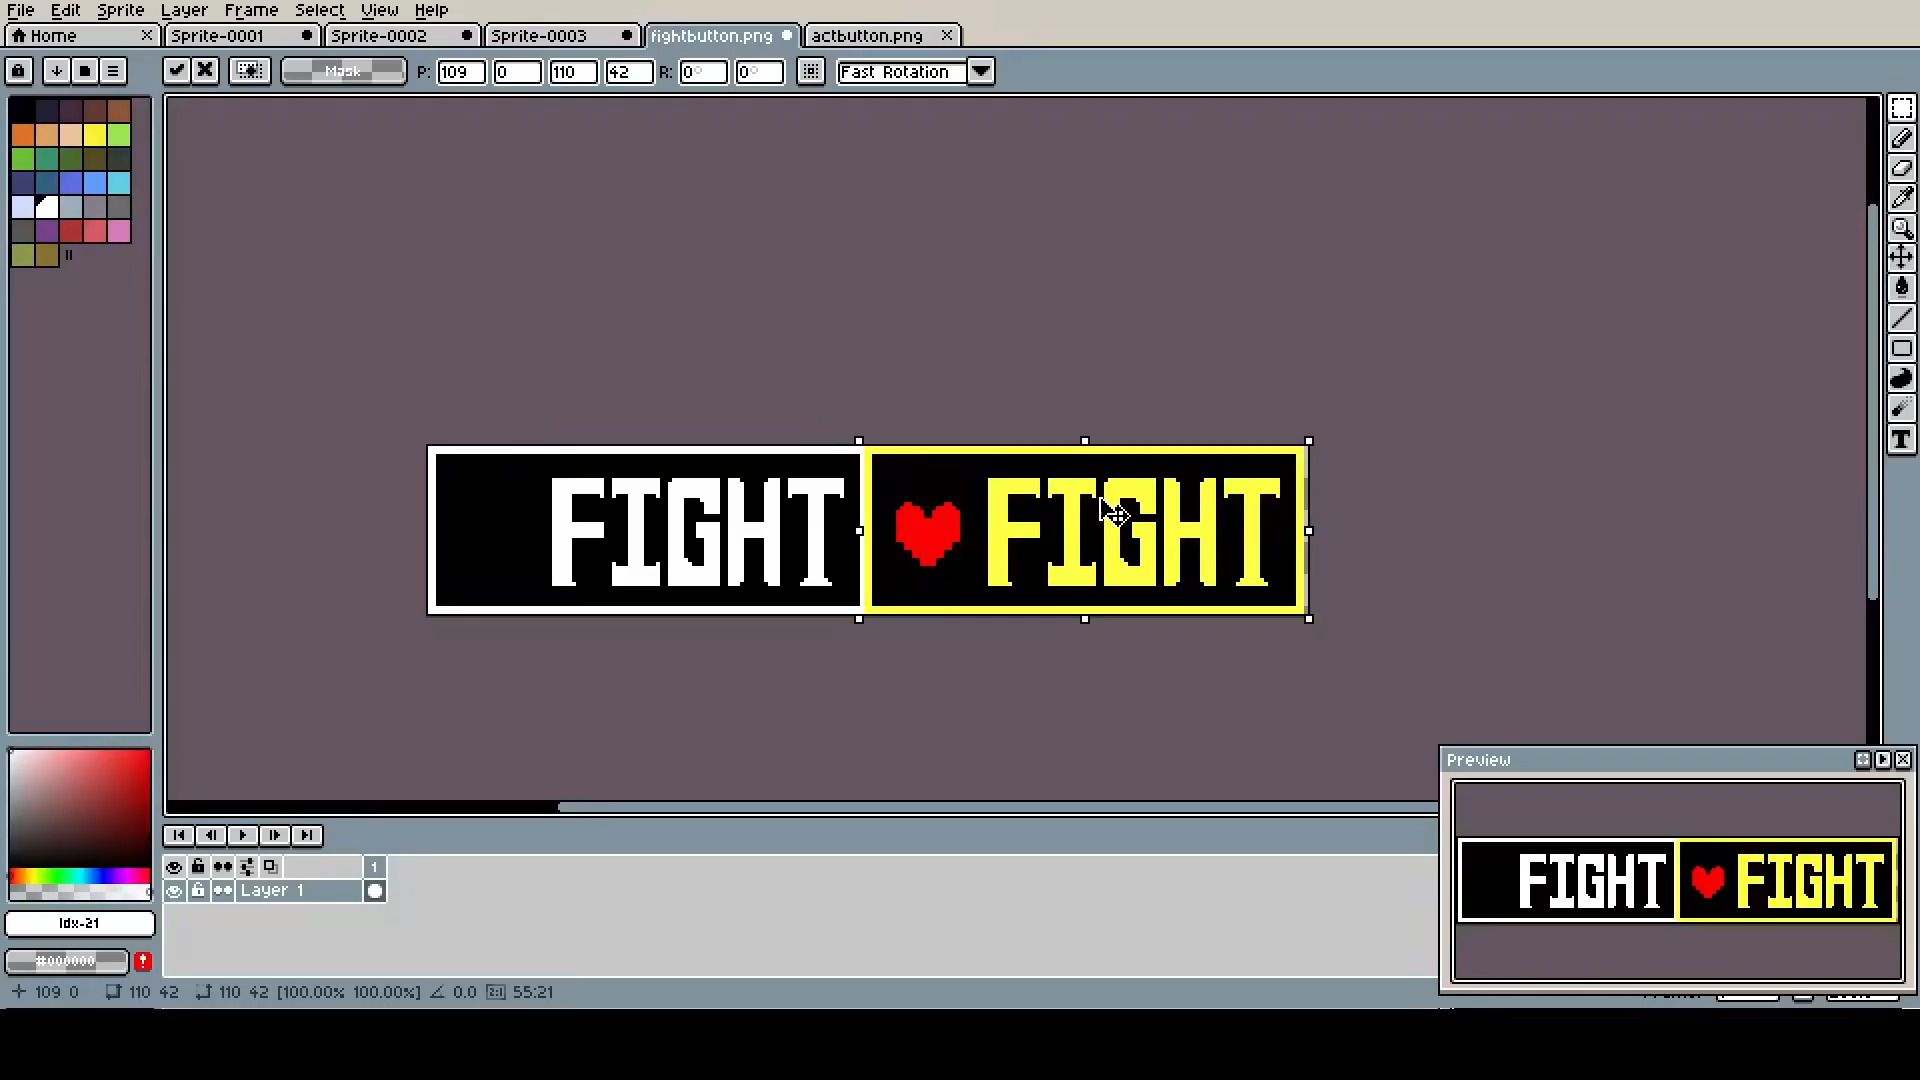 File Edit Sprite Layer Frame Select View Help
Home Sprite-0001 Sprite-0002 Sprite-0003 fightbutton.png actbutton.png
Mask P: 109 0 110 42 R: 0° 0° Fast Rotation
FIGHT FIGHT
Preview
FIGHT FIGHT
1
Layer 1
Idx-21
#000000 !
109 0 110 42 110 42 [100.00% 100.00%] 0.0 2:1 55:21